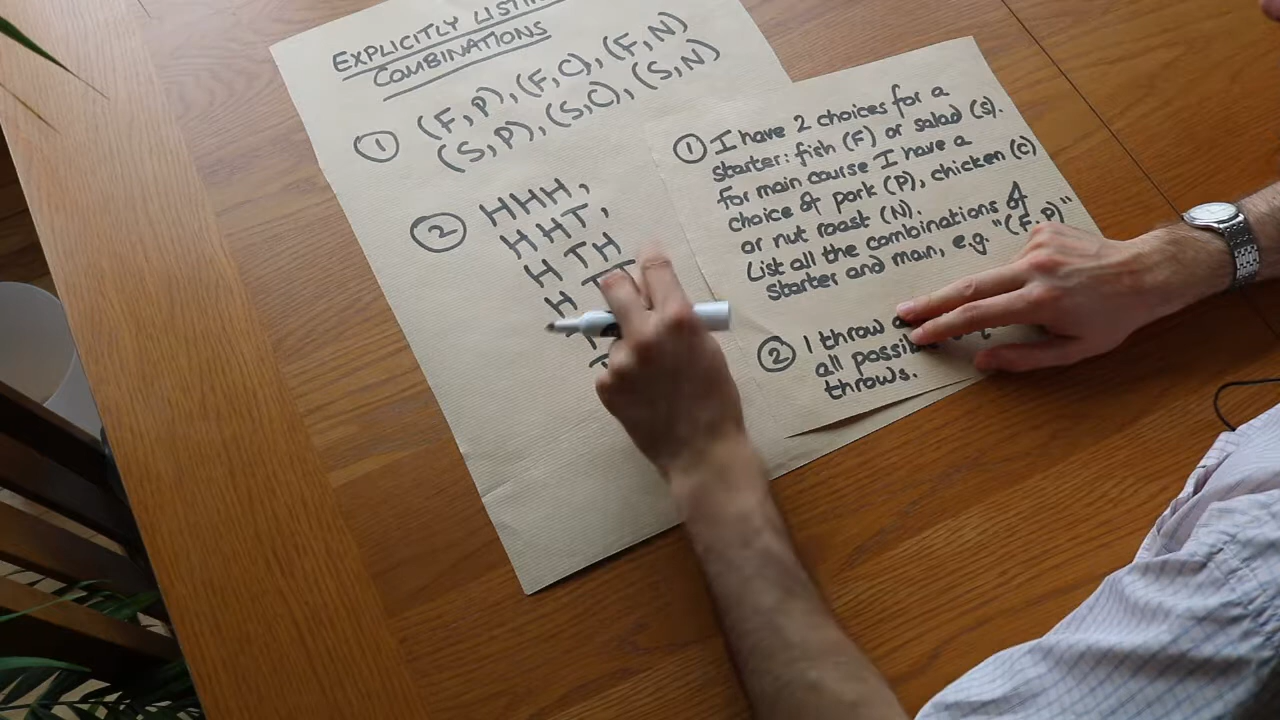 EXPLICITLY
COMBINATIONS
① (F,P), (F,C), (F,N)
(S,P), (S,C), (S,N)
② HHH,
HHT,
HTH
H
① I have 2 choices for a
starter: fish (F) or salad (S).
for main course I have a
choice of pork (P), chicken (C)
or nut roast (N).
List all the combinations of
starter and main, e.g. "(F,P)"
② I throw
all possible
throws.